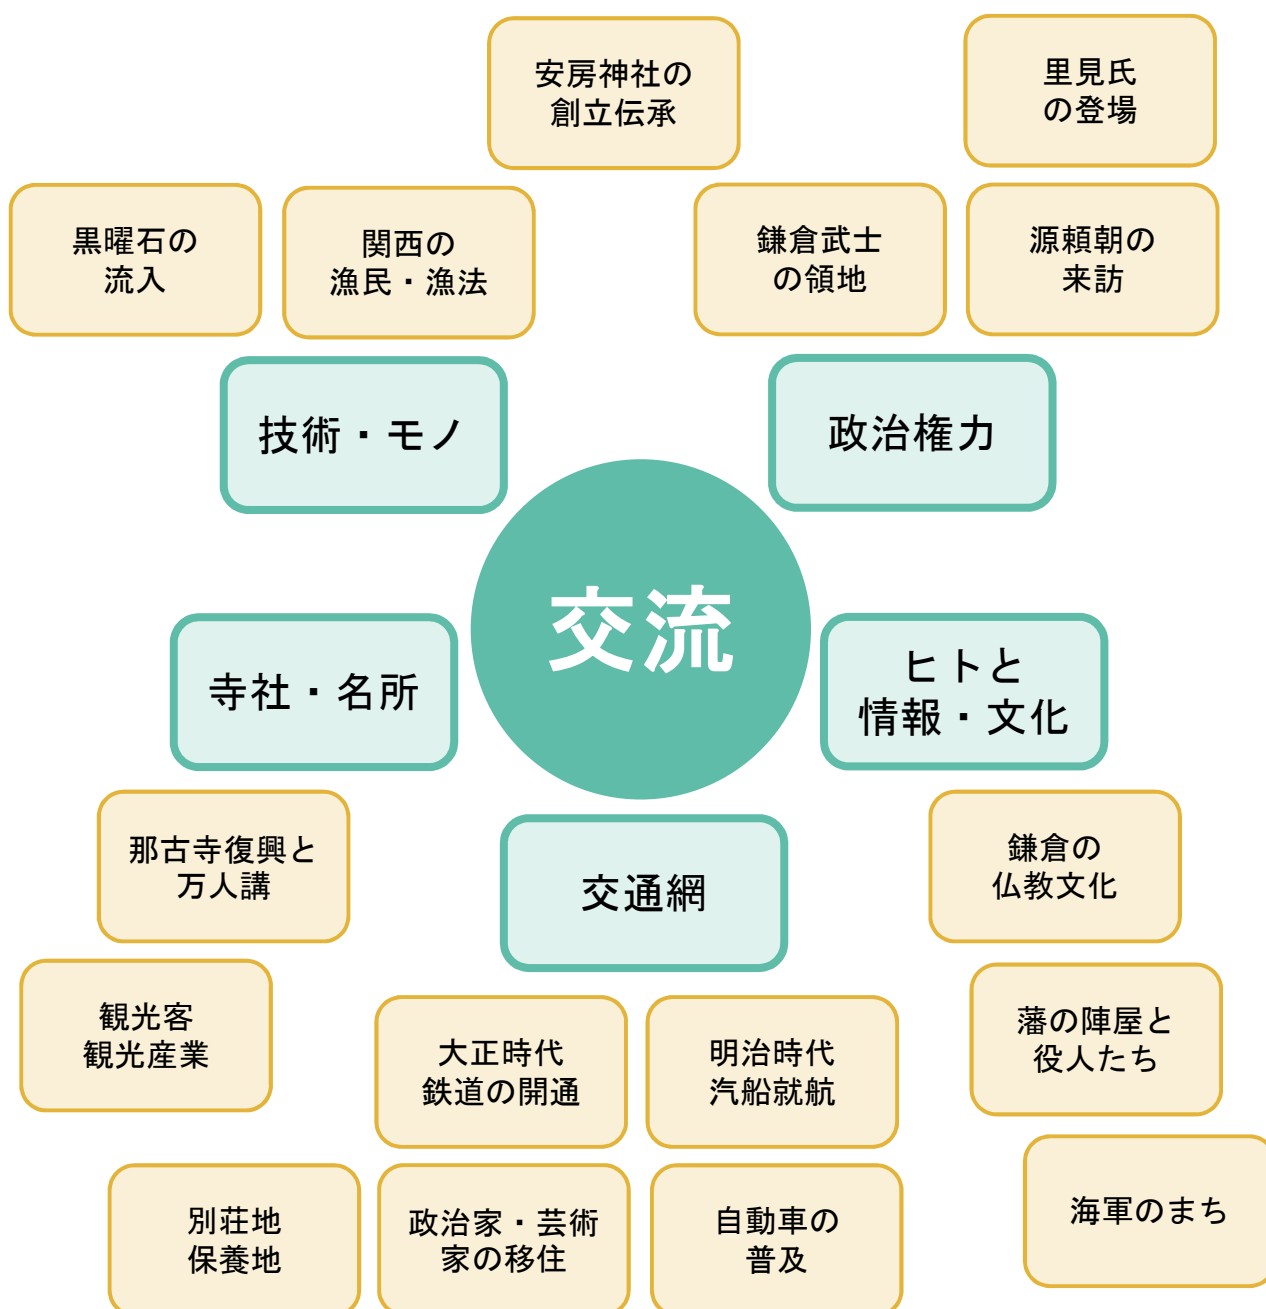 安房神社の
創立伝承
里見氏
の登場
黒曜石の
流入
関西の
漁民・漁法
鎌倉武士
の領地
源頼朝の
来訪
技術・モノ
政治権力
交流
寺社・名所
ヒトと
情報・文化
交通網
那古寺復興と
万人講
鎌倉の
仏教文化
観光客
観光産業
大正時代
鉄道の開通
明治時代
汽船就航
藩の陣屋と
役人たち
別荘地
保養地
政治家・芸術
家の移住
自動車の
普及
海軍のまち